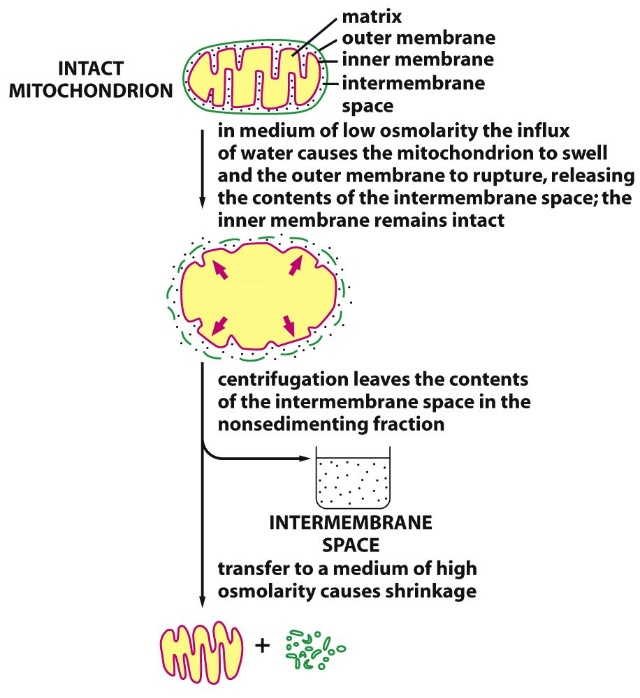 matrix
outer membrane
inner membrane
intermembrane
space
INTACT
MITOCHONDRION
in medium of low osmolarity the influx
of water causes the mitochondrion to swell
and the outer membrane to rupture, releasing
the contents of the intermembrane space; the
inner membrane remains intact
centrifugation leaves the contents
of the intermembrane space in the
nonsedimenting fraction
INTERMEMBRANE
SPACE
transfer to a medium of high
osmolarity causes shrinkage
+